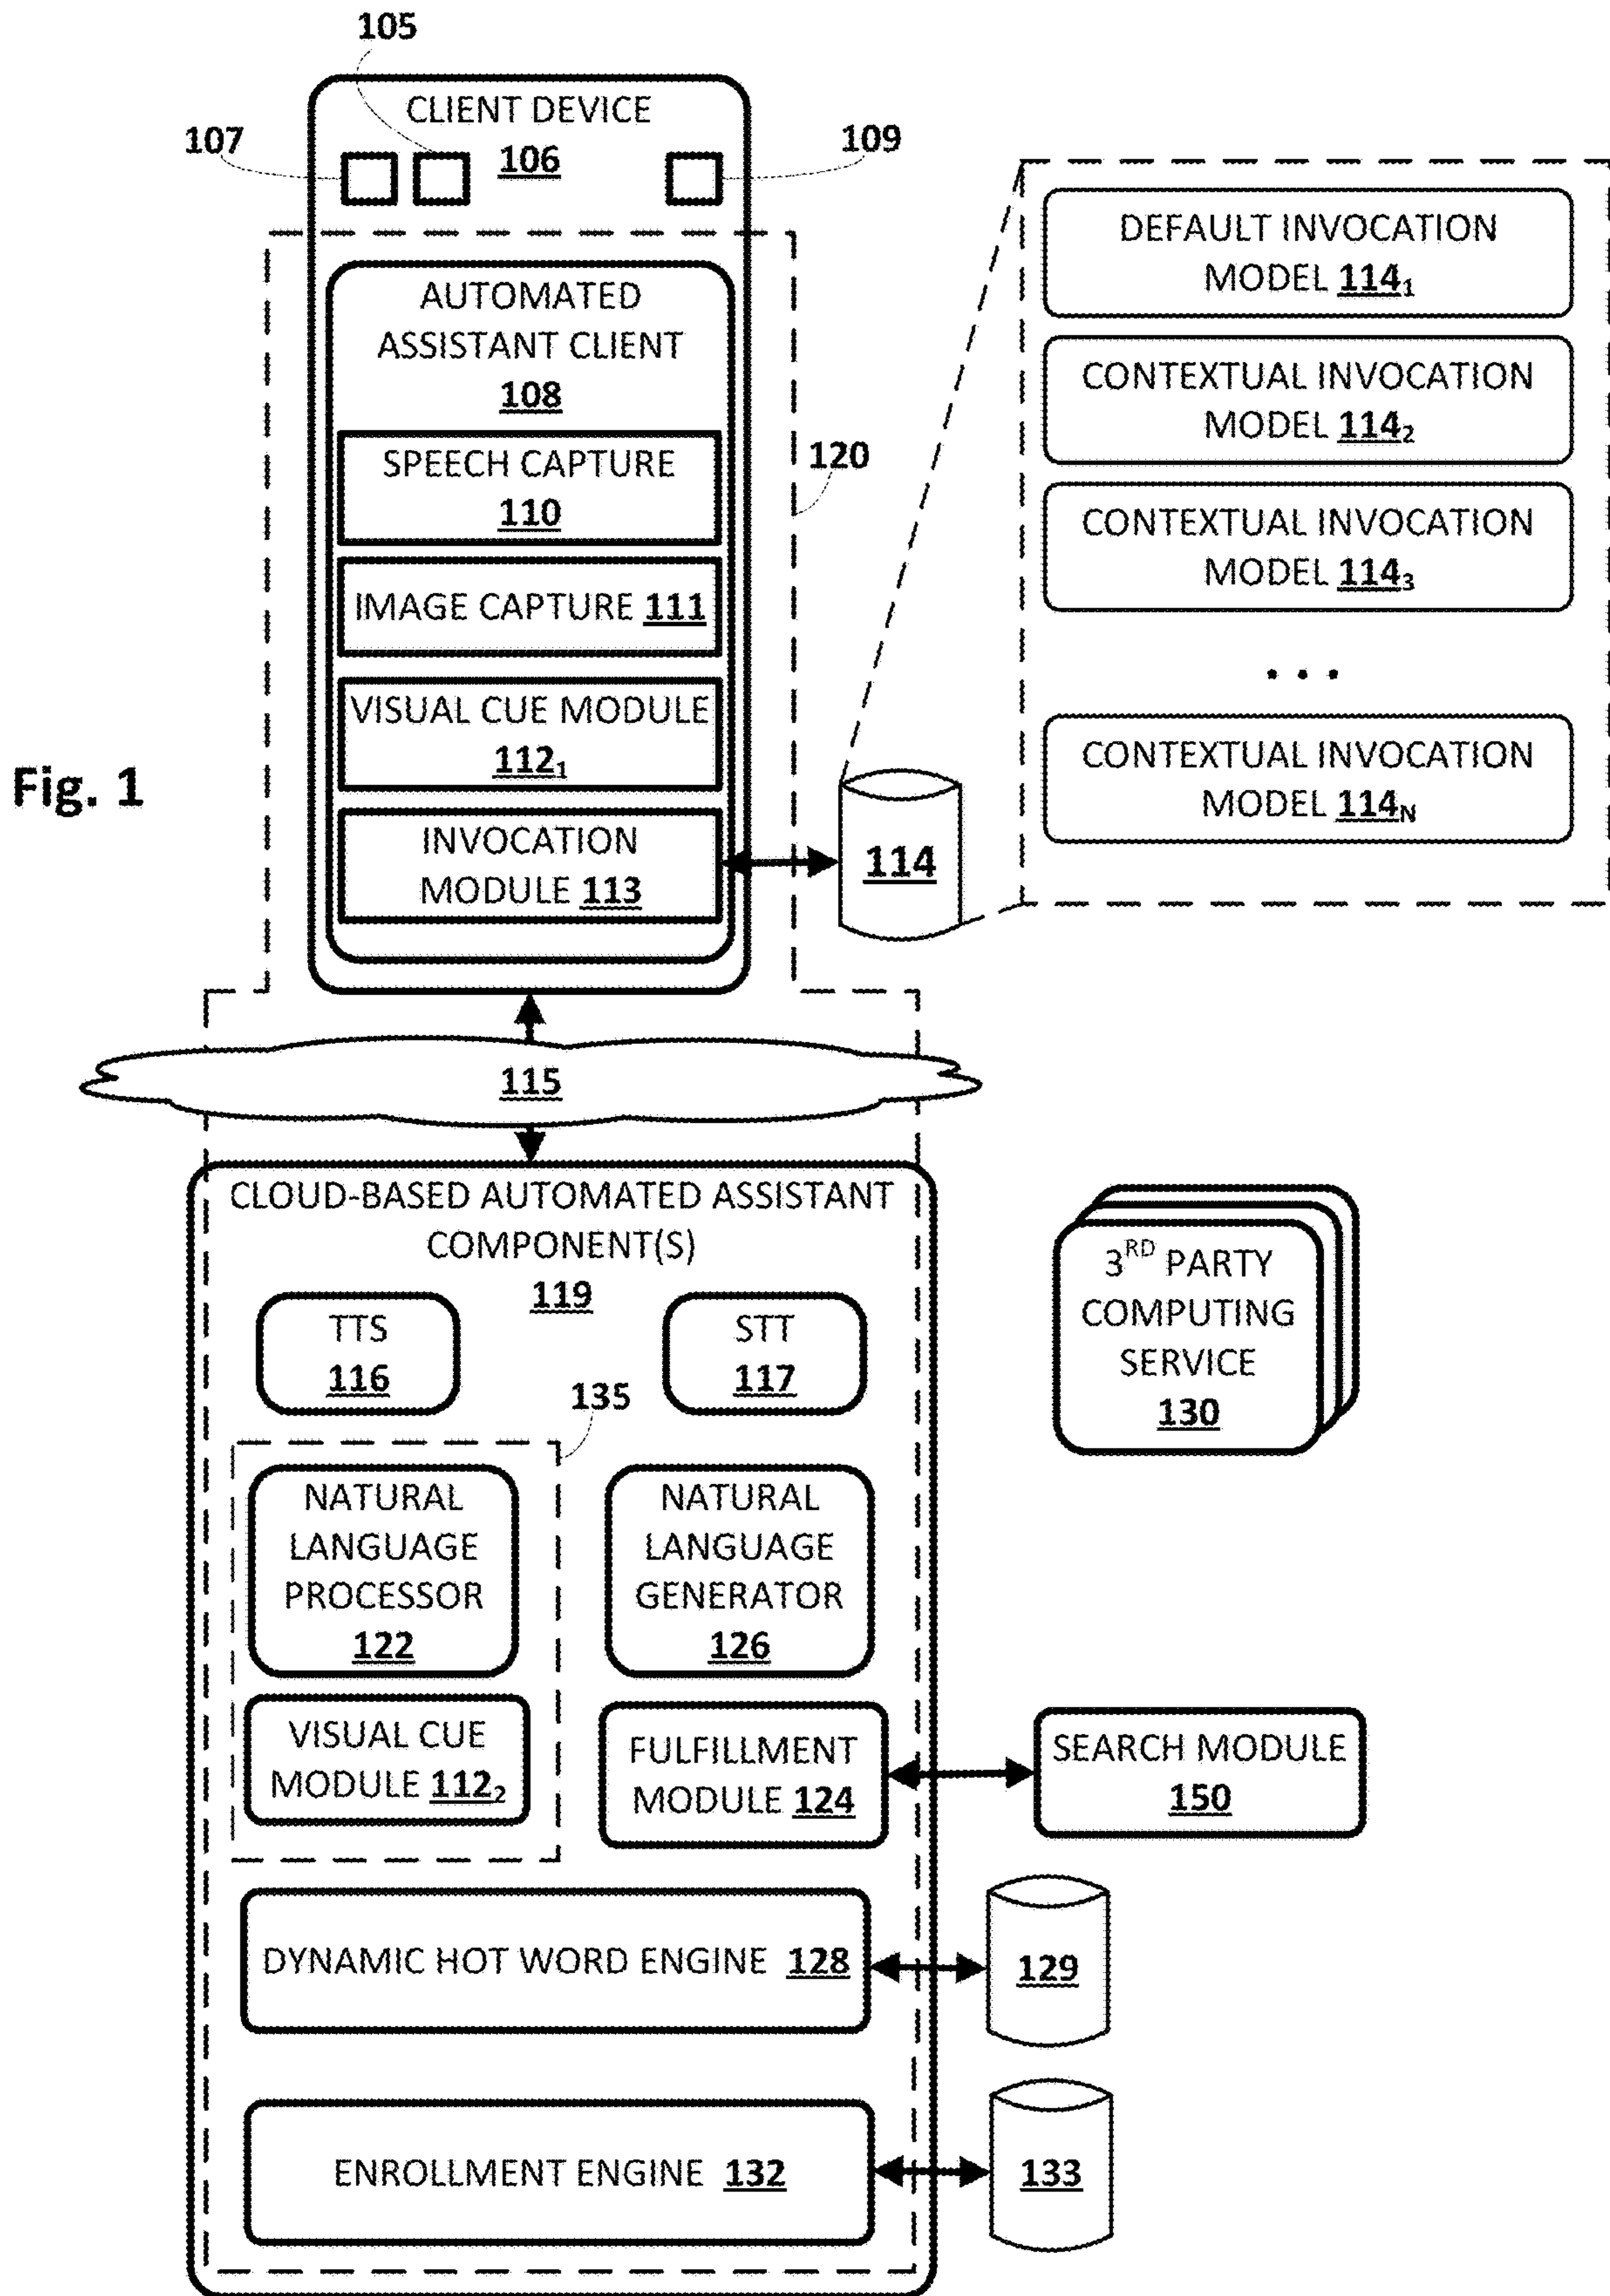 105
CLIENT DEVICE
106
107
109
AUTOMATED
ASSISTANT CLIENT
108
SPEECH CAPTURE
110
IMAGE CAPTURE 111
VISUAL CUE MODULE
112₁
INVOCATION
MODULE 113
120
114
DEFAULT INVOCATION
MODEL 114₁
CONTEXTUAL INVOCATION
MODEL 114₂
CONTEXTUAL INVOCATION
MODEL 114₃
. . .
CONTEXTUAL INVOCATION
MODEL 114N
Fig. 1
115
CLOUD-BASED AUTOMATED ASSISTANT
COMPONENT(S)
119
TTS
116
STT
117
135
NATURAL
LANGUAGE
PROCESSOR
122
NATURAL
LANGUAGE
GENERATOR
126
VISUAL CUE
MODULE 112₂
FULFILLMENT
MODULE 124
3RD PARTY
COMPUTING
SERVICE
130
SEARCH MODULE
150
DYNAMIC HOT WORD ENGINE 128
129
ENROLLMENT ENGINE 132
133